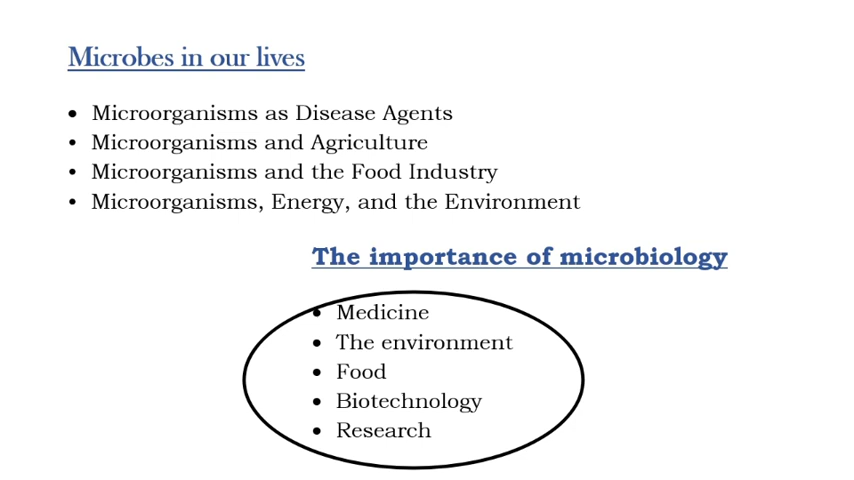 Microbes in our lives
• Microorganisms as Disease Agents
• Microorganisms and Agriculture
• Microorganisms and the Food Industry
• Microorganisms, Energy, and the Environment
The importance of microbiology
• Medicine
• The environment
• Food
• Biotechnology
• Research